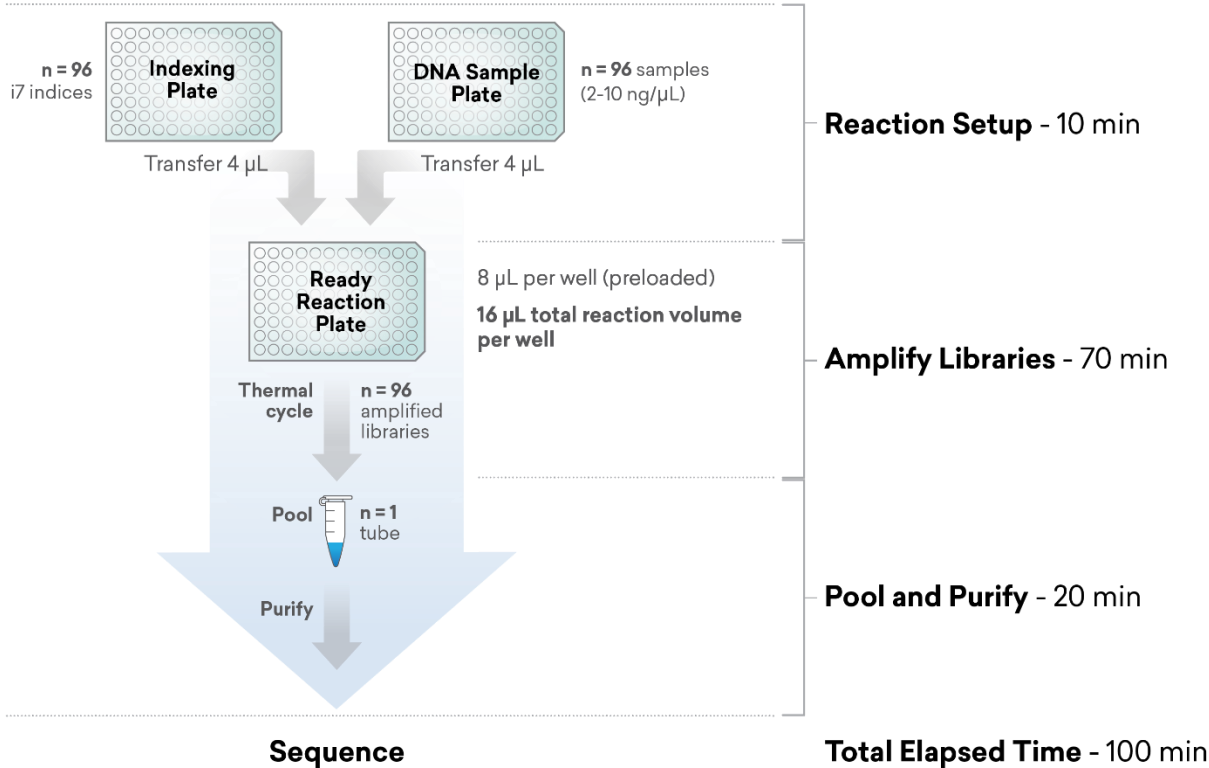 n = 96
i7 indices
Indexing
Plate
DNA Sample
Plate
n = 96 samples
(2-10 ng/µL)
Reaction Setup - 10 min
Transfer 4 µL
Transfer 4 µL
Ready
Reaction
Plate
8 µL per well (preloaded)
16 µL total reaction volume
per well
Amplify Libraries - 70 min
Thermal
cycle
n = 96
amplified
libraries
Pool
n = 1
tube
Pool and Purify - 20 min
Purify
Sequence
Total Elapsed Time - 100 min